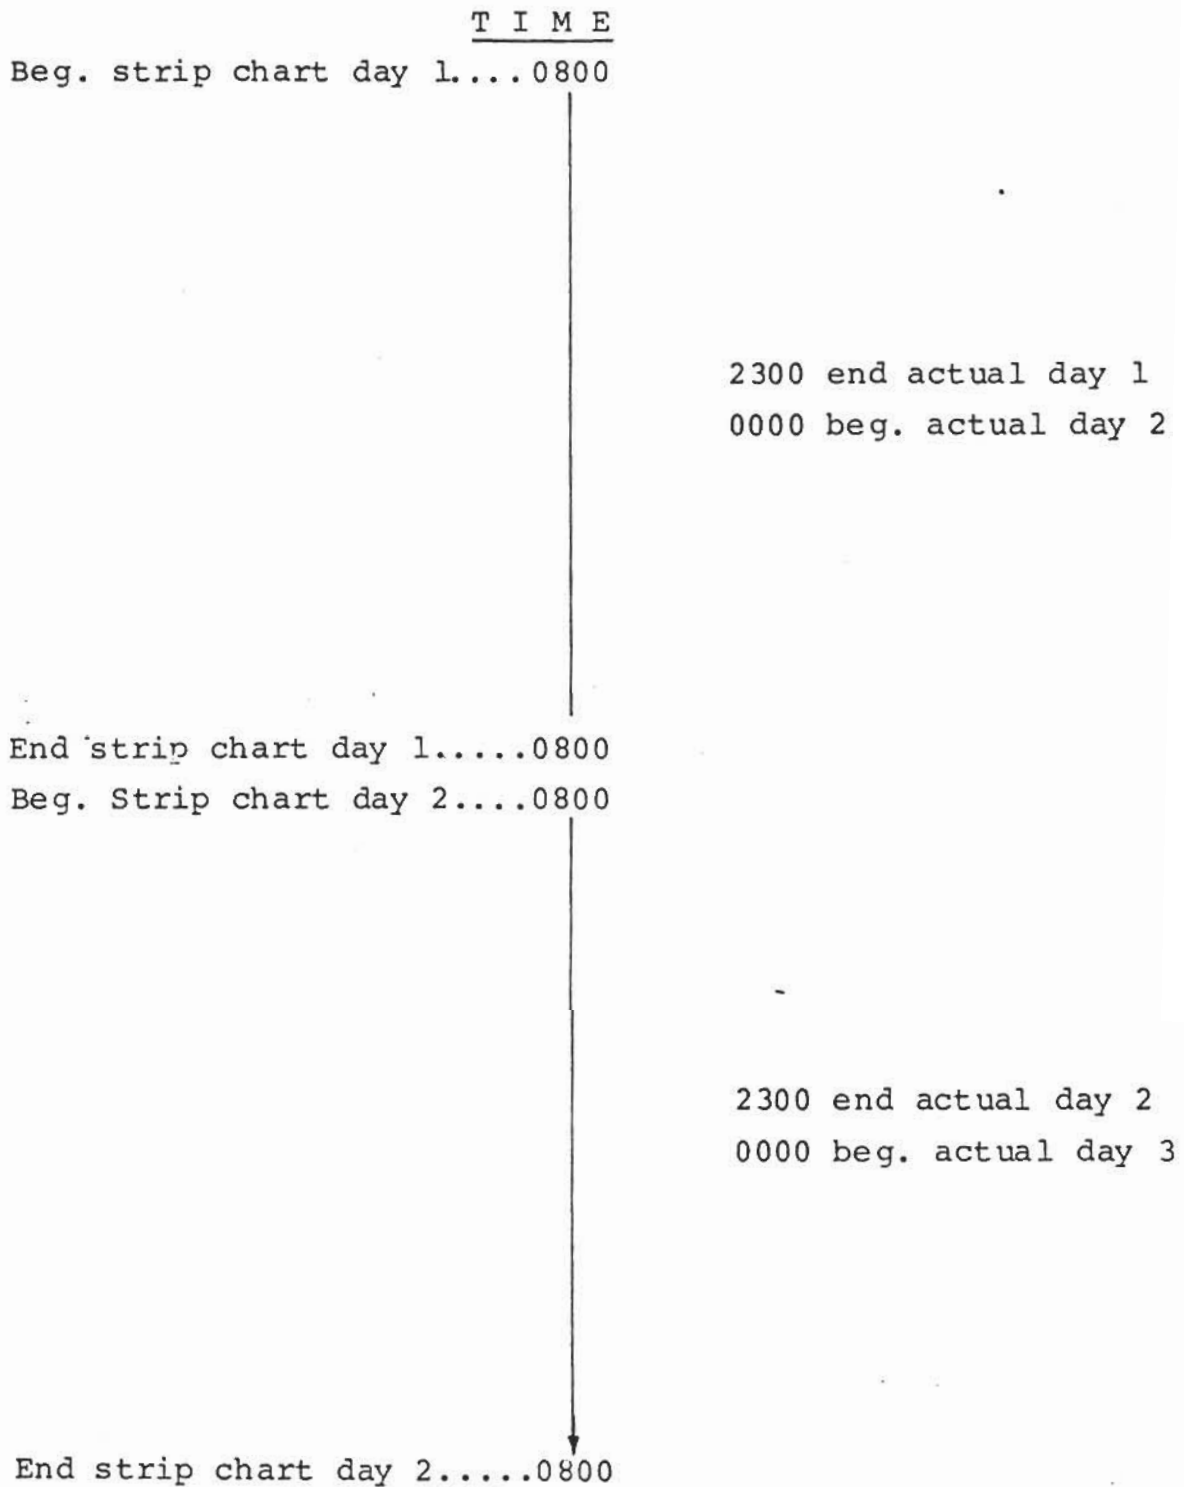 T I M E
Beg. strip chart day 1....0800
2300 end actual day 1
0000 beg. actual day 2
End strip chart day 1.....0800
Beg. Strip chart day 2....0800
2300 end actual day 2
0000 beg. actual day 3
End strip chart day 2.....0800